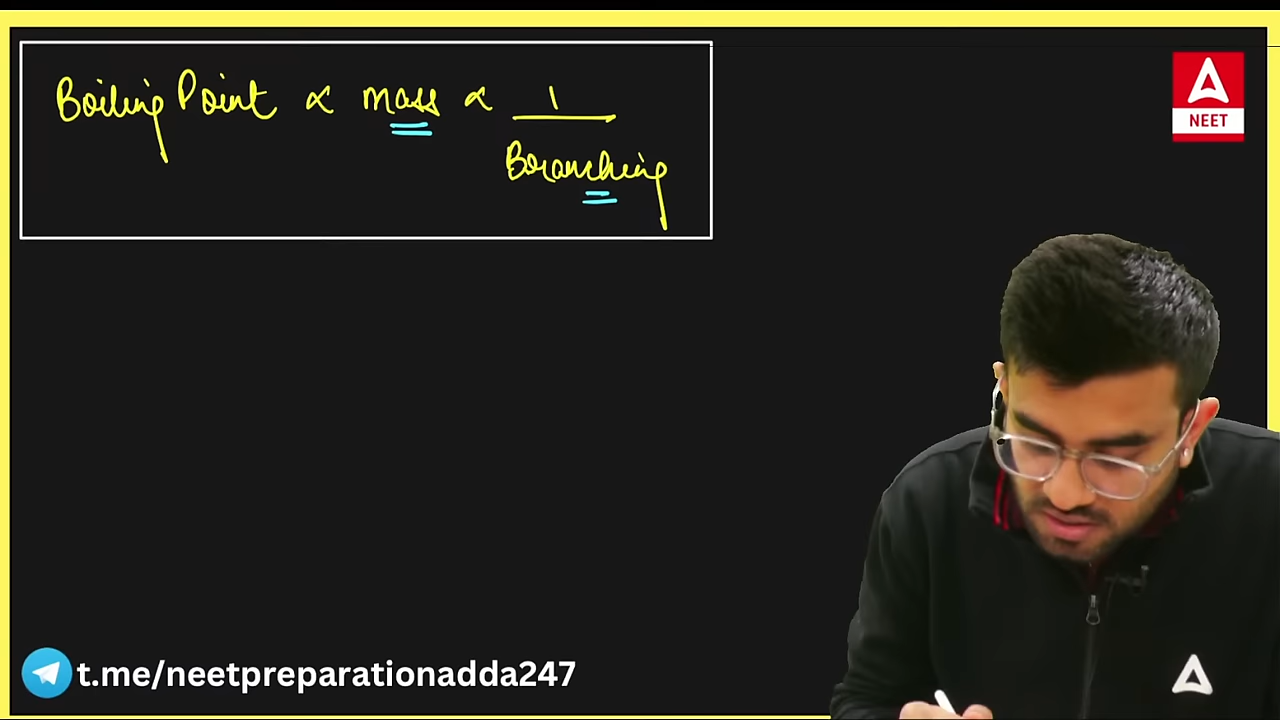 Boiling Point ∝ mass ∝ 1
Branching
NEET
t.me/neetpreparationadda247